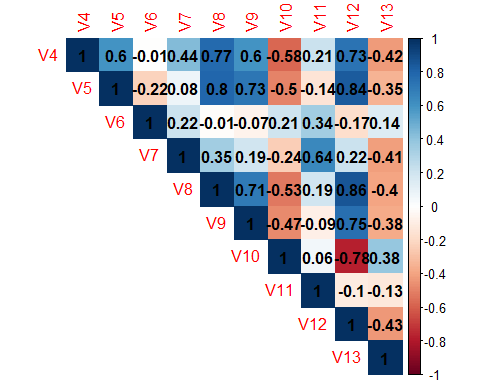 V4 V5 V6 V7 V8 V9 V10 V11 V12 V13
V4 1 0.6 -0.01 0.44 0.77 0.6 -0.58 0.21 0.73 -0.42
V5 1 -0.22 0.08 0.8 0.73 -0.5 -0.14 0.84 -0.35
V6 1 0.22 -0.01 -0.07 0.21 0.34 -0.17 0.14
V7 1 0.35 0.19 -0.24 0.64 0.22 -0.41
V8 1 0.71 -0.53 0.19 0.86 -0.4
V9 1 -0.47 -0.09 0.75 -0.38
V10 1 0.06 -0.78 0.38
V11 1 -0.1 -0.13
V12 1 -0.43
V13 1
1
0.8
0.6
0.4
0.2
0
-0.2
-0.4
-0.6
-0.8
-1